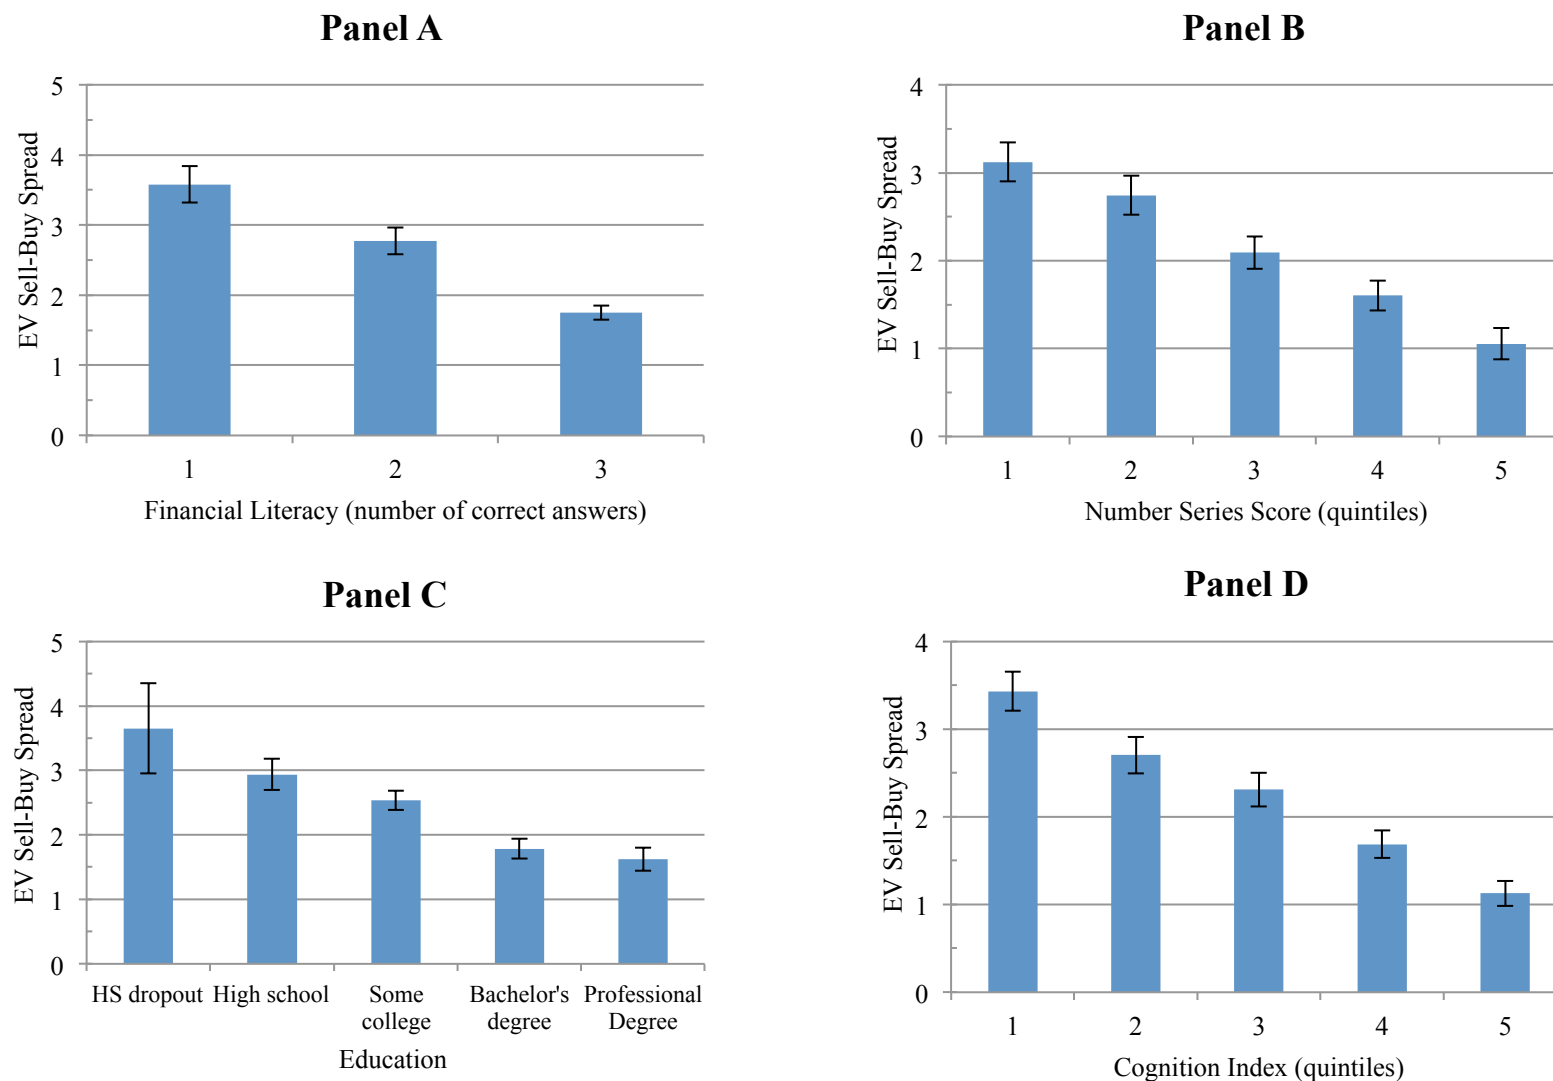 Panel A
5
4
3
2
1
0
EV Sell-Buy Spread
1 2 3
Financial Literacy (number of correct answers)
Panel B
4
3
2
1
0
EV Sell-Buy Spread
1 2 3 4 5
Number Series Score (quintiles)
Panel C
5
4
3
2
1
0
EV Sell-Buy Spread
HS dropout High school Some Bachelor's Professional
college degree Degree
Education
Panel D
4
3
2
1
0
EV Sell-Buy Spread
1 2 3 4 5
Cognition Index (quintiles)